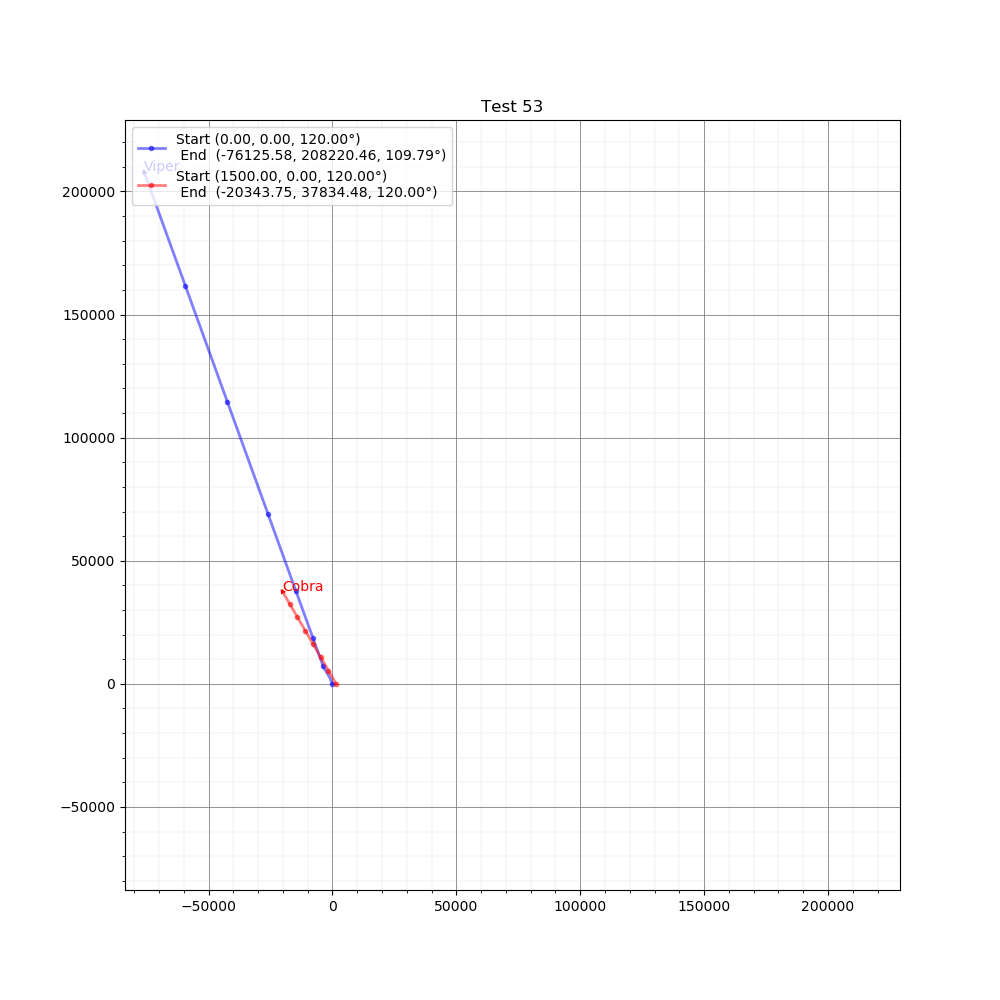 Test 53
Start (0.00, 0.00, 120.00°)
End (-76125.58, 208220.46, 109.79°)
Start (1500.00, 0.00, 120.00°)
End (-20343.75, 37834.48, 120.00°)
Viper
Cobra
200000
150000
100000
50000
0
−50000
−50000
0
50000
100000
150000
200000